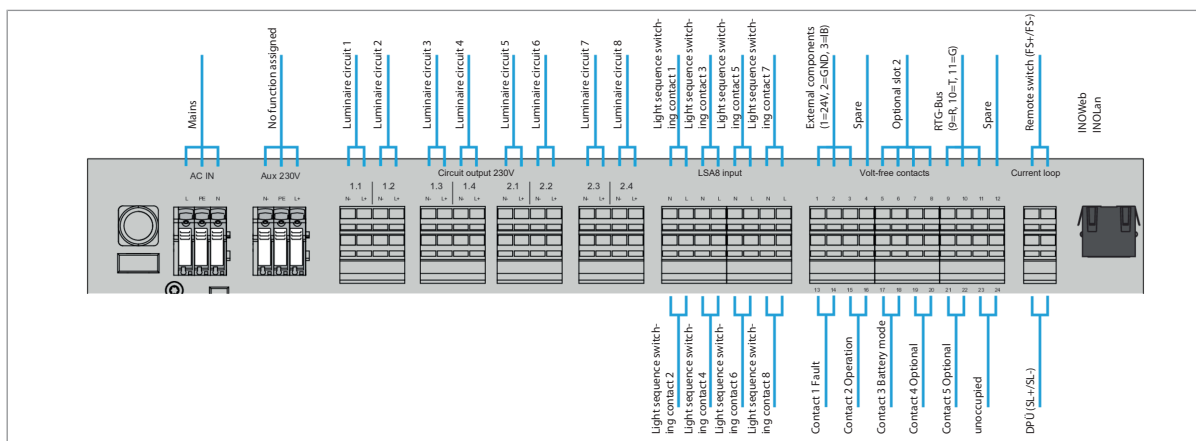 Mains
No function assigned
Luminaire circuit 1
Luminaire circuit 2
Luminaire circuit 3
Luminaire circuit 4
Luminaire circuit 5
Luminaire circuit 6
Luminaire circuit 7
Luminaire circuit 8
Light sequence switch-
ing contact 1
Light sequence switch-
ing contact 3
Light sequence switch-
ing contact 5
Light sequence switch-
ing contact 7
External components
(1=24V, 2=GND, 3=IB)
Spare
Optional slot 2
RTG-Bus
(9=R, 10=T, 11=G)
Spare
Remote switch (FS+/FS-)
INOWeb
INOLan
AC IN
Aux 230V
Circuit output 230V
LSA8 input
Volt-free contacts
Current loop
1.1 1.2 1.3 1.4 2.1 2.2 2.3 2.4
L PE N N- PE L+ N- L+ N- L+ N- L+ N- L+ N- L+ N- L+ N- L+ N- L+ N L N L N L N L 1 2 3 4 5 6 7 8 9 10 11 12
13 14 15 16 17 18 19 20 21 22 23 24
Light sequence switch-
ing contact 2
Light sequence switch-
ing contact 4
Light sequence switch-
ing contact 6
Light sequence switch-
ing contact 8
Contact 1 Fault
Contact 2 Operation
Contact 3 Battery mode
Contact 4 Optional
Contact 5 Optional
unoccupied
DPÜ (SL+/SL-)